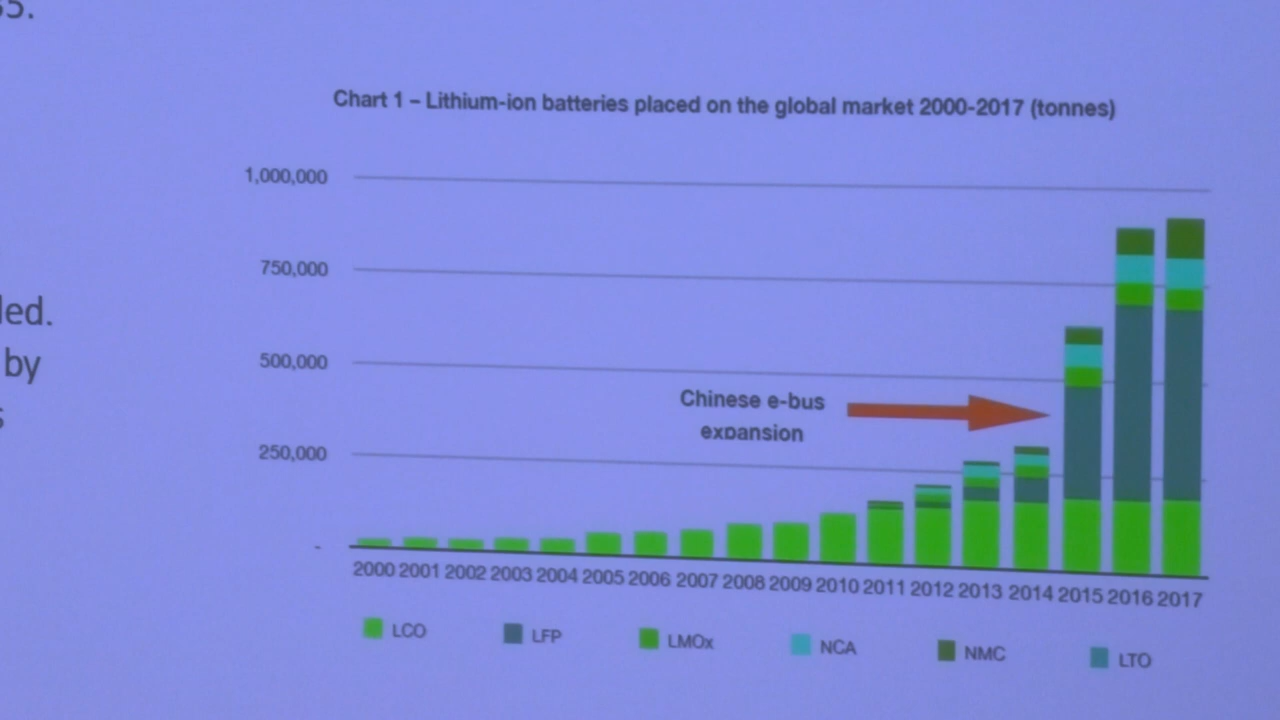 55.
led.
by
s
Chart 1 – Lithium-ion batteries placed on the global market 2000-2017 (tonnes)
1,000,000
750,000
500,000
Chinese e-bus
expansion
250,000
-
2000 2001 2002 2003 2004 2005 2006 2007 2008 2009 2010 2011 2012 2013 2014 2015 2016 2017
LCO LFP LMOx NCA NMC LTO